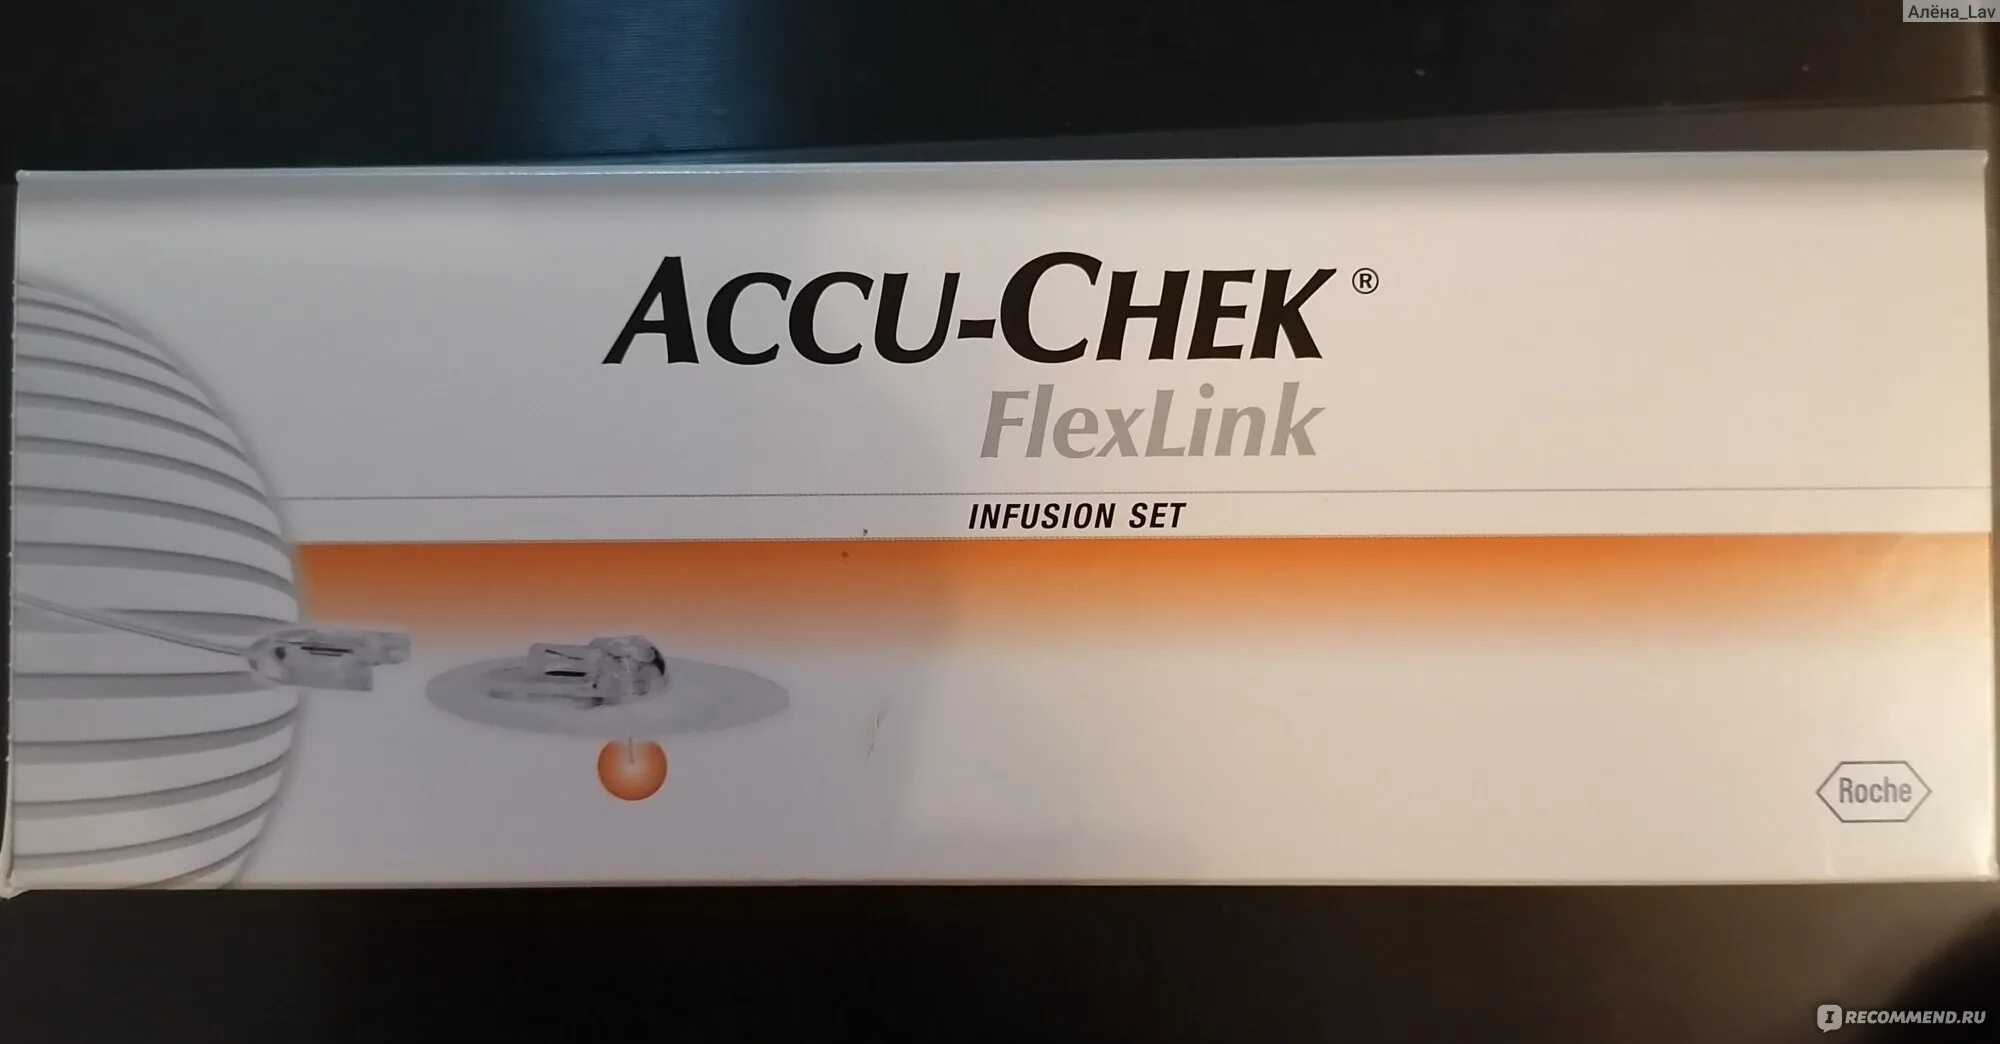 Алёна_Lav
ACCU-CHEK®
FlexLink
INFUSION SET
Roche
I RECOMMEND.RU